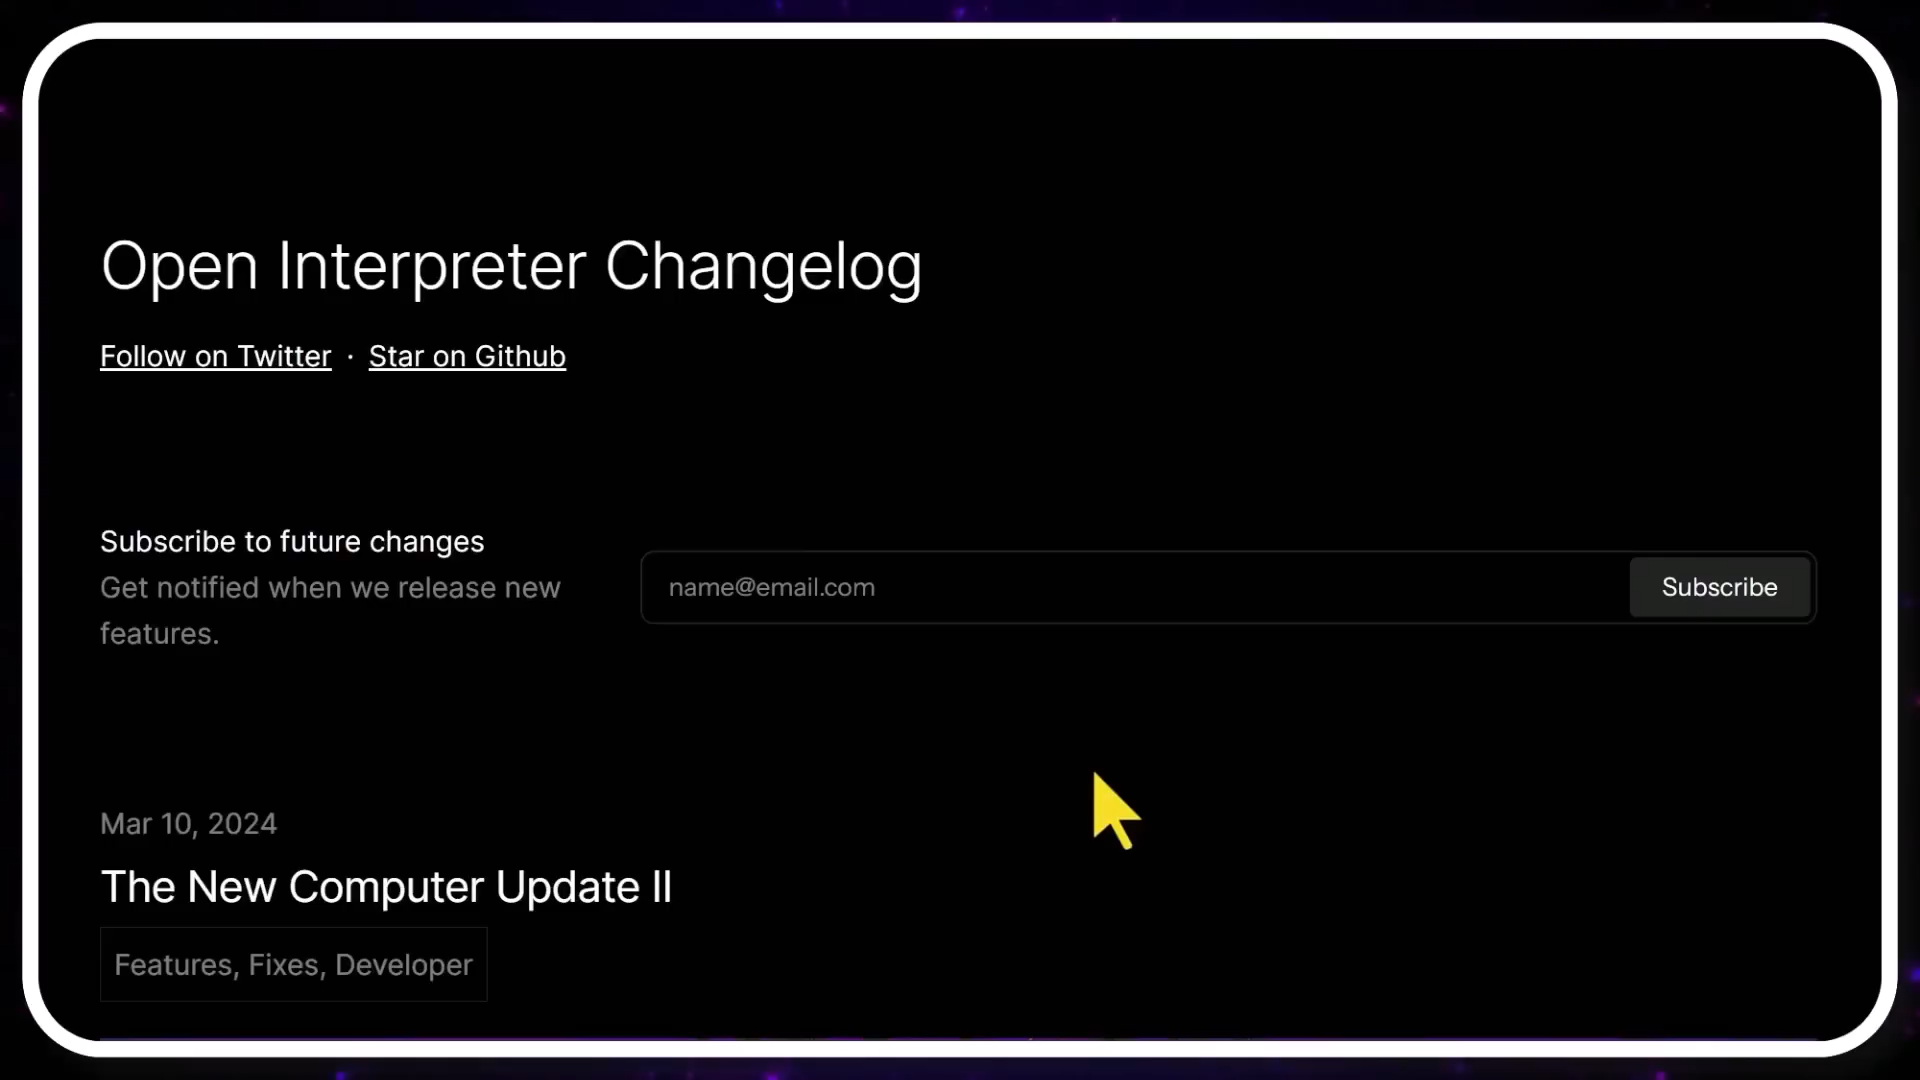 Open Interpreter Changelog
Follow on Twitter · Star on Github
Subscribe to future changes
Get notified when we release new
features.
name@email.com
Subscribe
Mar 10, 2024
The New Computer Update II
Features, Fixes, Developer